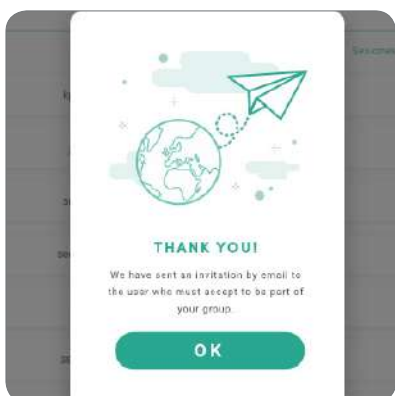 THANK YOU!
We have sent an invitation by email to
the user who must accept to be part of
your group.
OK